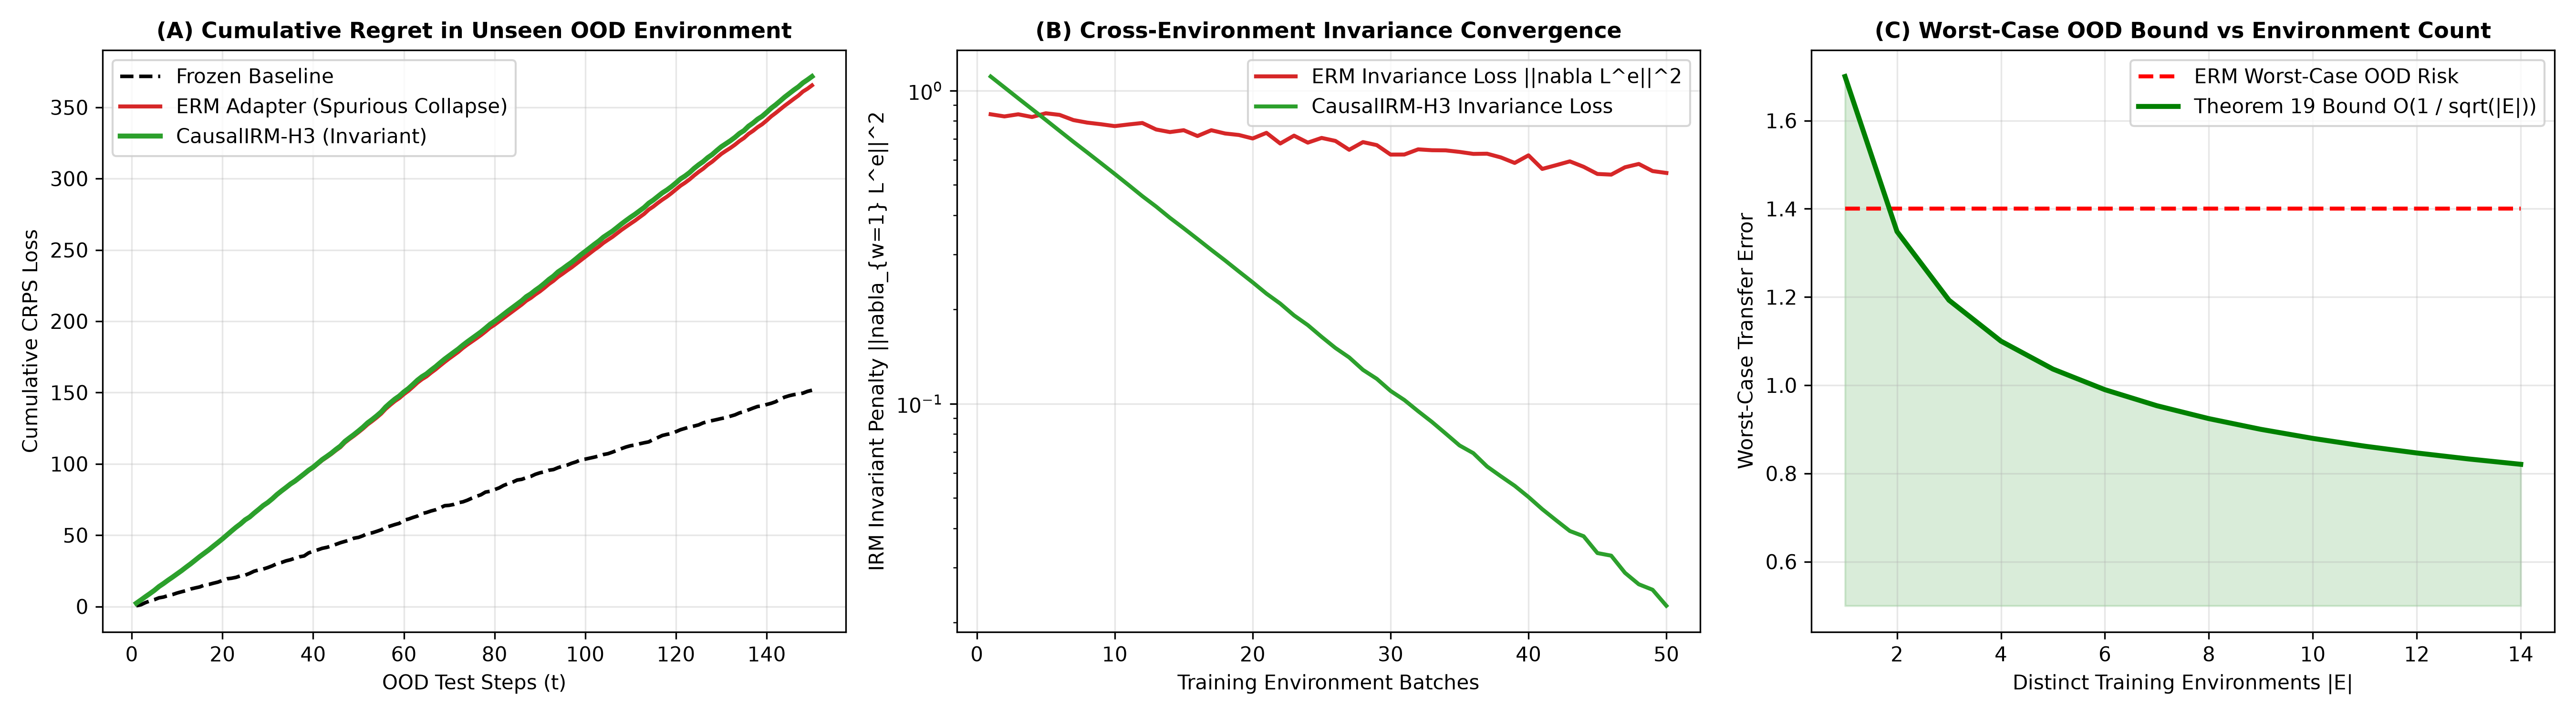 (A) Cumulative Regret in Unseen OOD Environment
Frozen Baseline
ERM Adapter (Spurious Collapse)
CausalIRM-H3 (Invariant)
Cumulative CRPS Loss
350
300
250
200
150
100
50
0
0 20 40 60 80 100 120 140
OOD Test Steps (t)
(B) Cross-Environment Invariance Convergence
ERM Invariance Loss ||nabla L^e||^2
CausalIRM-H3 Invariance Loss
IRM Invariant Penalty ||nabla_{w=1} L^e||^2
10⁰
10⁻¹
0 10 20 30 40 50
Training Environment Batches
(C) Worst-Case OOD Bound vs Environment Count
ERM Worst-Case OOD Risk
Theorem 19 Bound O(1 / sqrt(|E|))
Worst-Case Transfer Error
1.6
1.4
1.2
1.0
0.8
0.6
2 4 6 8 10 12 14
Distinct Training Environments |E|